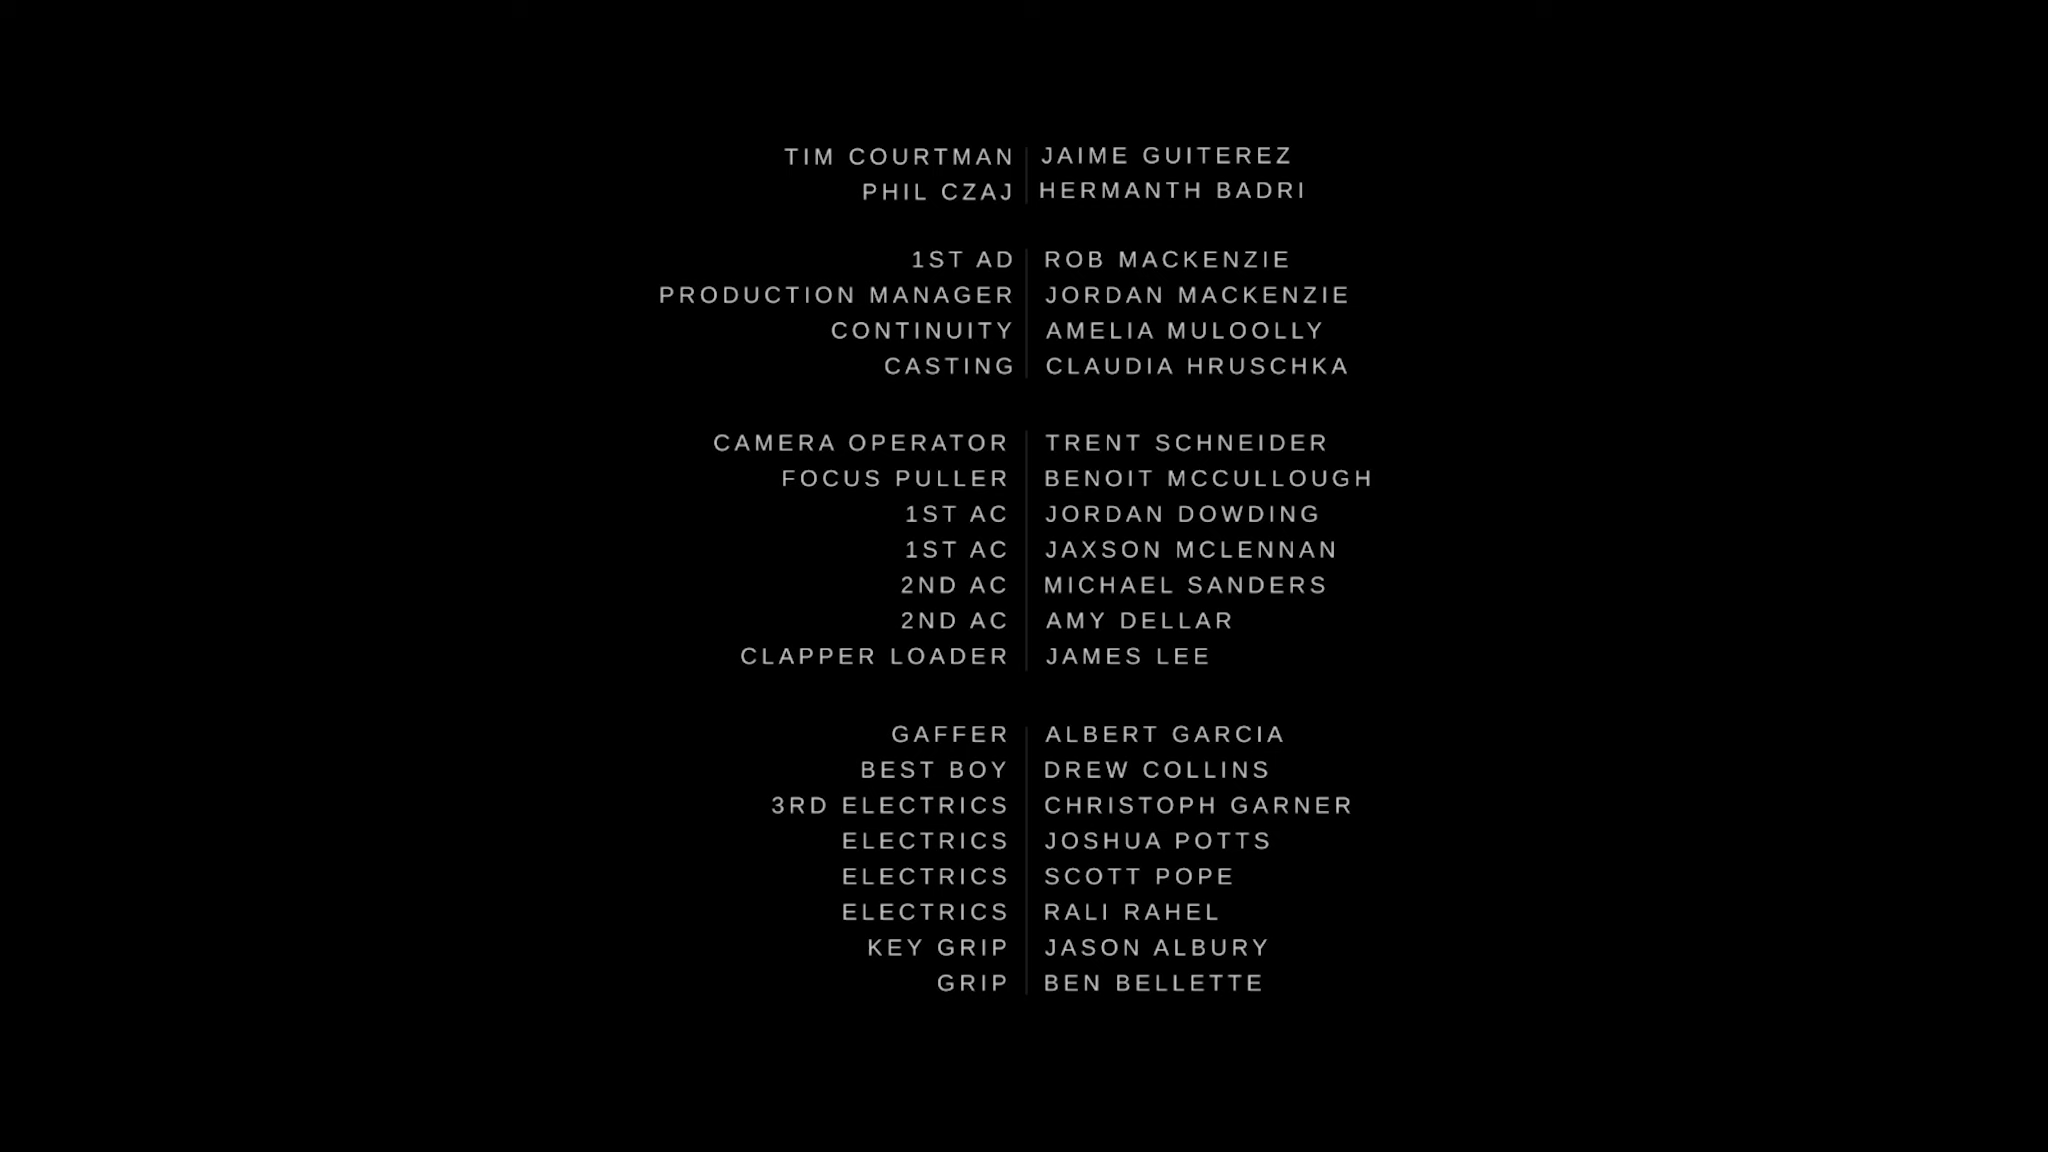 TIM COURTMAN JAIME GUITEREZ
PHIL CZAJ HERMANTH BADRI
1ST AD ROB MACKENZIE
PRODUCTION MANAGER JORDAN MACKENZIE
CONTINUITY AMELIA MULOOLLY
CASTING CLAUDIA HRUSCHKA
CAMERA OPERATOR TRENT SCHNEIDER
FOCUS PULLER BENOIT MCCULLOUGH
1ST AC JORDAN DOWDING
1ST AC JAXSON MCLENNAN
2ND AC MICHAEL SANDERS
2ND AC AMY DELLAR
CLAPPER LOADER JAMES LEE
GAFFER ALBERT GARCIA
BEST BOY DREW COLLINS
3RD ELECTRICS CHRISTOPH GARNER
ELECTRICS JOSHUA POTTS
ELECTRICS SCOTT POPE
ELECTRICS RALI RAHEL
KEY GRIP JASON ALBURY
GRIP BEN BELLETTE